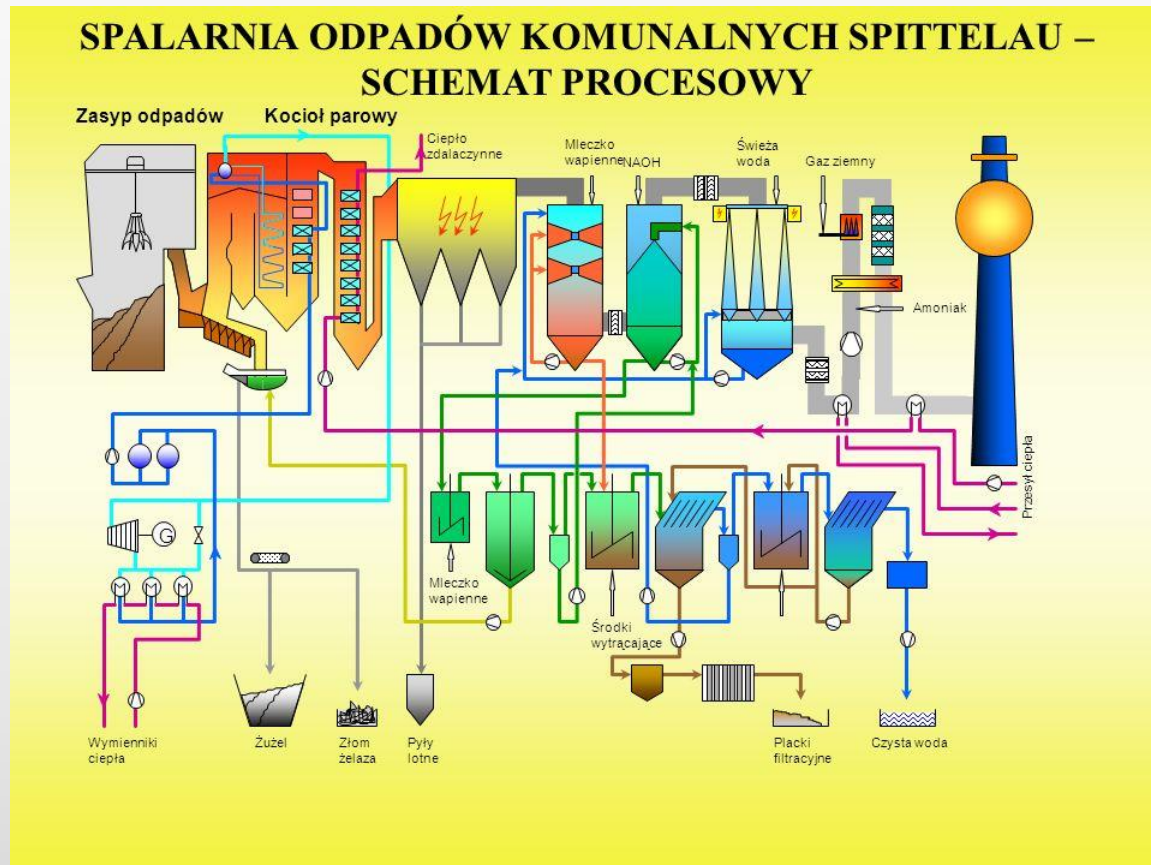 SPALARNIA ODPADÓW KOMUNALNYCH SPITTELAU –
SCHEMAT PROCESOWY
Zasyp odpadów
Kocioł parowy
Ciepło
zdalaczynne
Mleczko
wapienne
NAOH
Świeża
woda
Gaz ziemny
Amoniak
Przesył ciepła
G
Mleczko
wapienne
Środki
wytrącające
Wymienniki
ciepła
Żużel
Złom
żelaza
Pyły
lotne
Placki
filtracyjne
Czysta woda